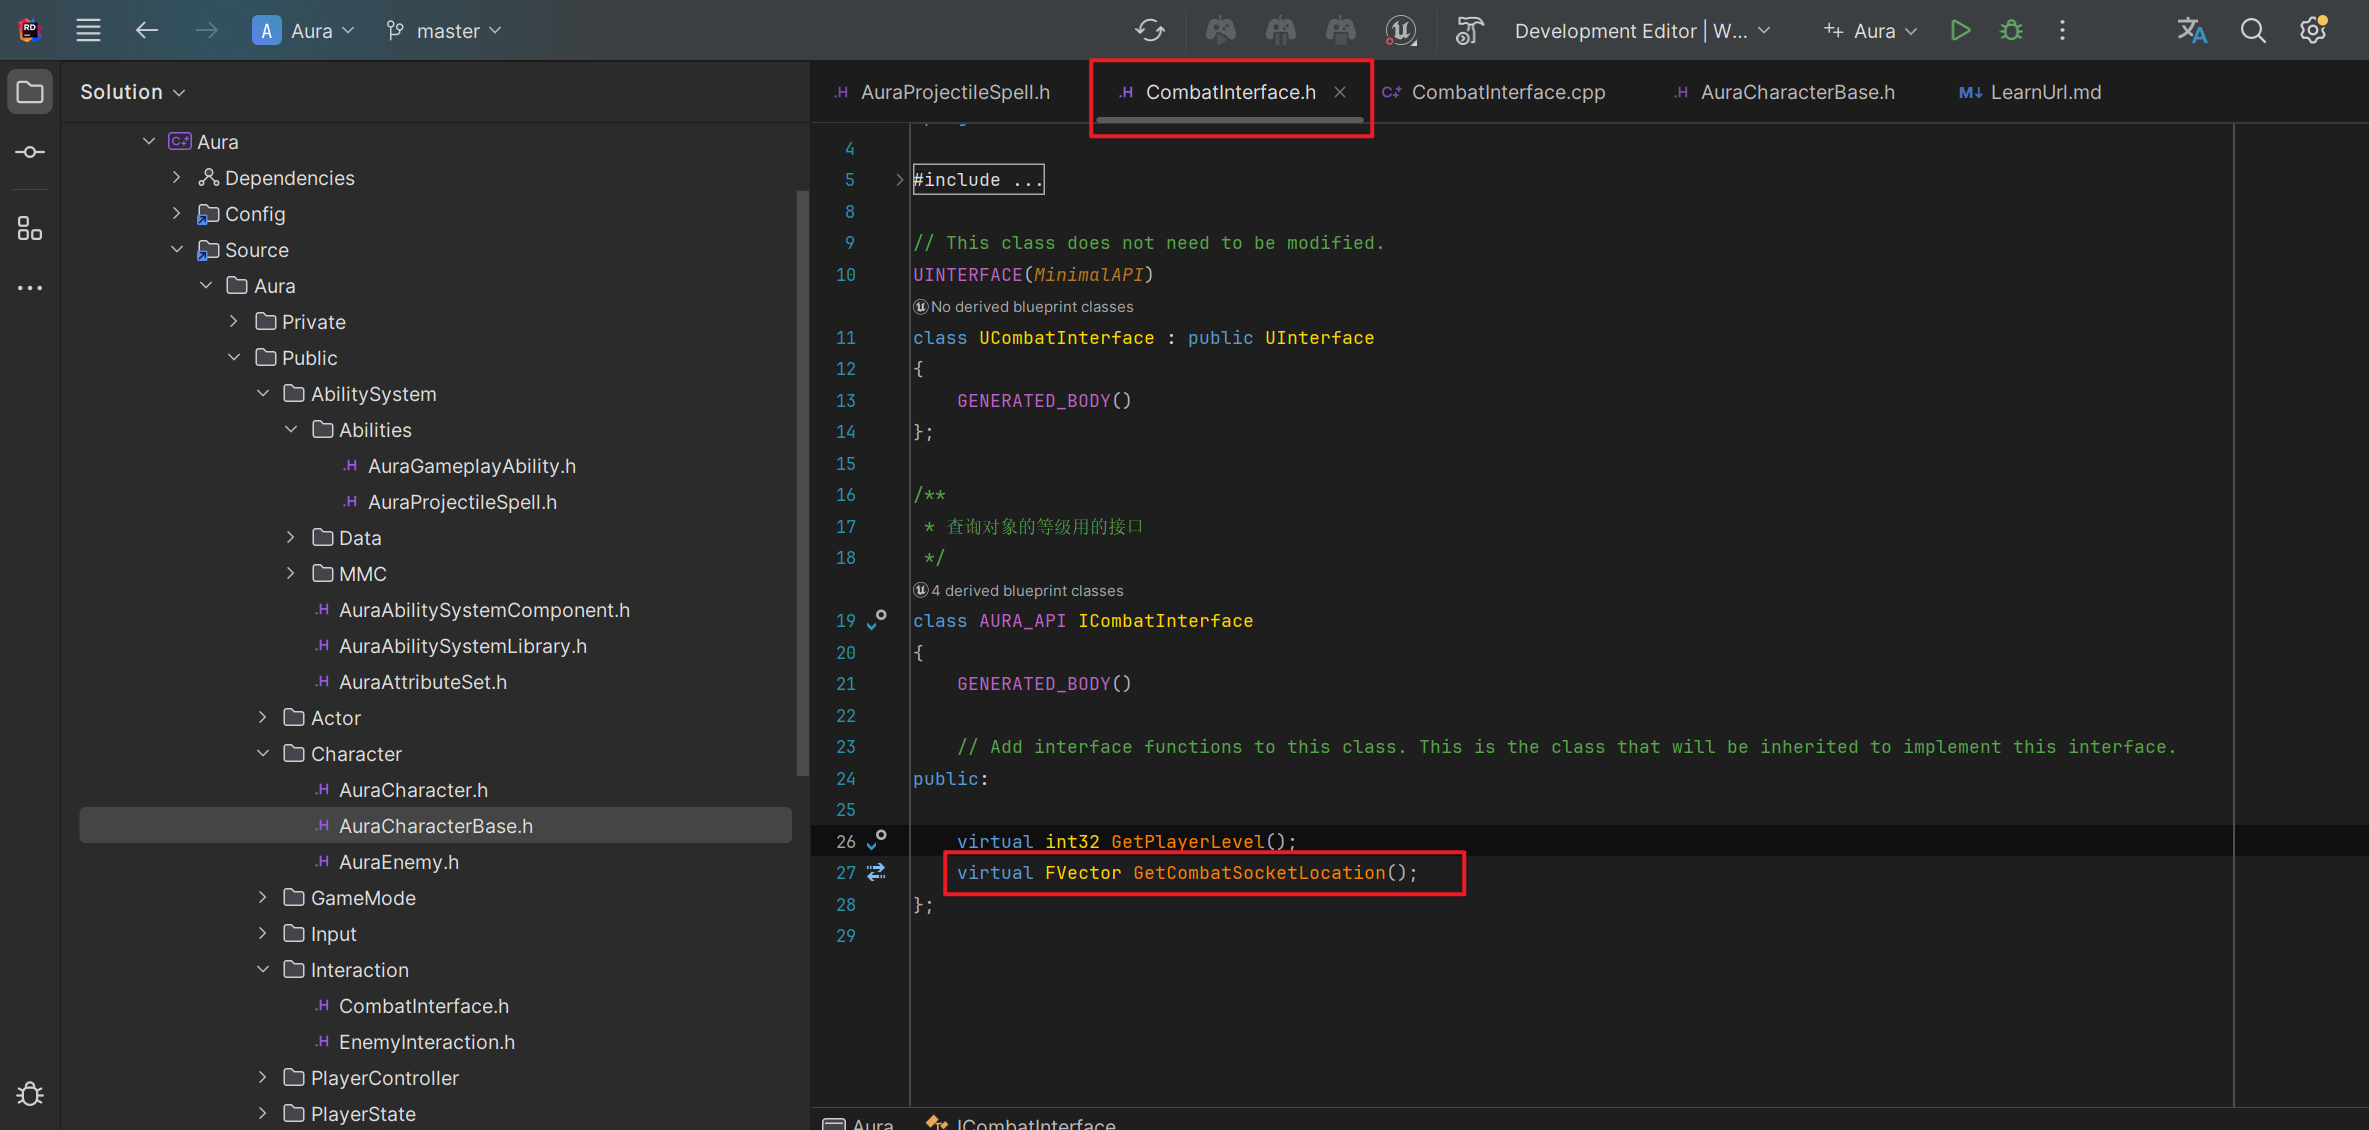 A Aura master Development Editor | W... Aura
Solution
AuraProjectileSpell.h CombatInterface.h CombatInterface.cpp AuraCharacterBase.h LearnUrl.md
Aura
Dependencies
Config
Source
Aura
Private
Public
AbilitySystem
Abilities
AuraGameplayAbility.h
AuraProjectileSpell.h
Data
MMC
AuraAbilitySystemComponent.h
AuraAbilitySystemLibrary.h
AuraAttributeSet.h
Actor
Character
AuraCharacter.h
AuraCharacterBase.h
AuraEnemy.h
GameMode
Input
Interaction
CombatInterface.h
EnemyInteraction.h
PlayerController
PlayerState
4
5 #include ...
8
9 // This class does not need to be modified.
10 UINTERFACE(MinimalAPI)
No derived blueprint classes
11 class UCombatInterface : public UInterface
12 {
13 GENERATED_BODY()
14 };
15
16 /**
17 * 查询对象的等级用的接口
18 */
4 derived blueprint classes
19 class AURA_API ICombatInterface
20 {
21 GENERATED_BODY()
22
23 // Add interface functions to this class. This is the class that will be inherited to implement this interface.
24 public:
25
26 virtual int32 GetPlayerLevel();
27 virtual FVector GetCombatSocketLocation();
28 };
29
Aura ICombatInterface